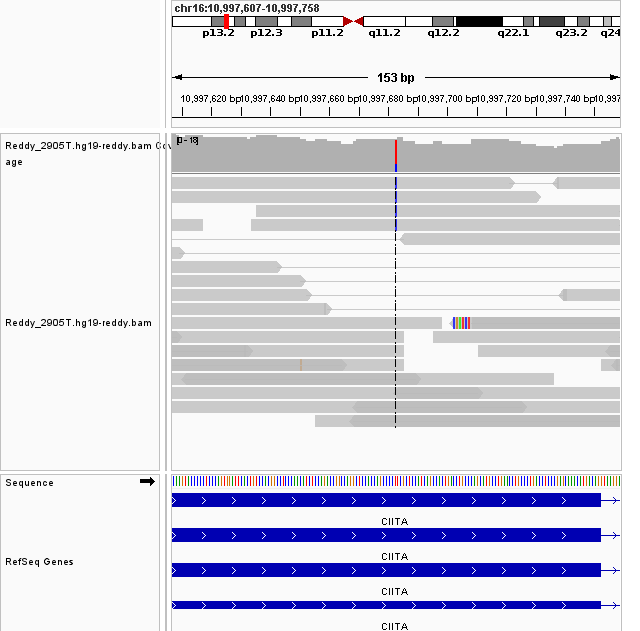 chr16:10,997,607-10,997,758
p13.2 p12.3 p11.2 q11.2 q12.2 q22.1 q23.2 q24
153 bp
10,997,620 bp 10,997,640 bp 10,997,660 bp 10,997,680 bp 10,997,700 bp 10,997,720 bp 10,997,740 bp 10,997
Reddy_2905T.hg19-reddy.bam Cov
age
[0 - 18]
Reddy_2905T.hg19-reddy.bam
Sequence
CIITA
CIITA
RefSeq Genes
CIITA
CIITA